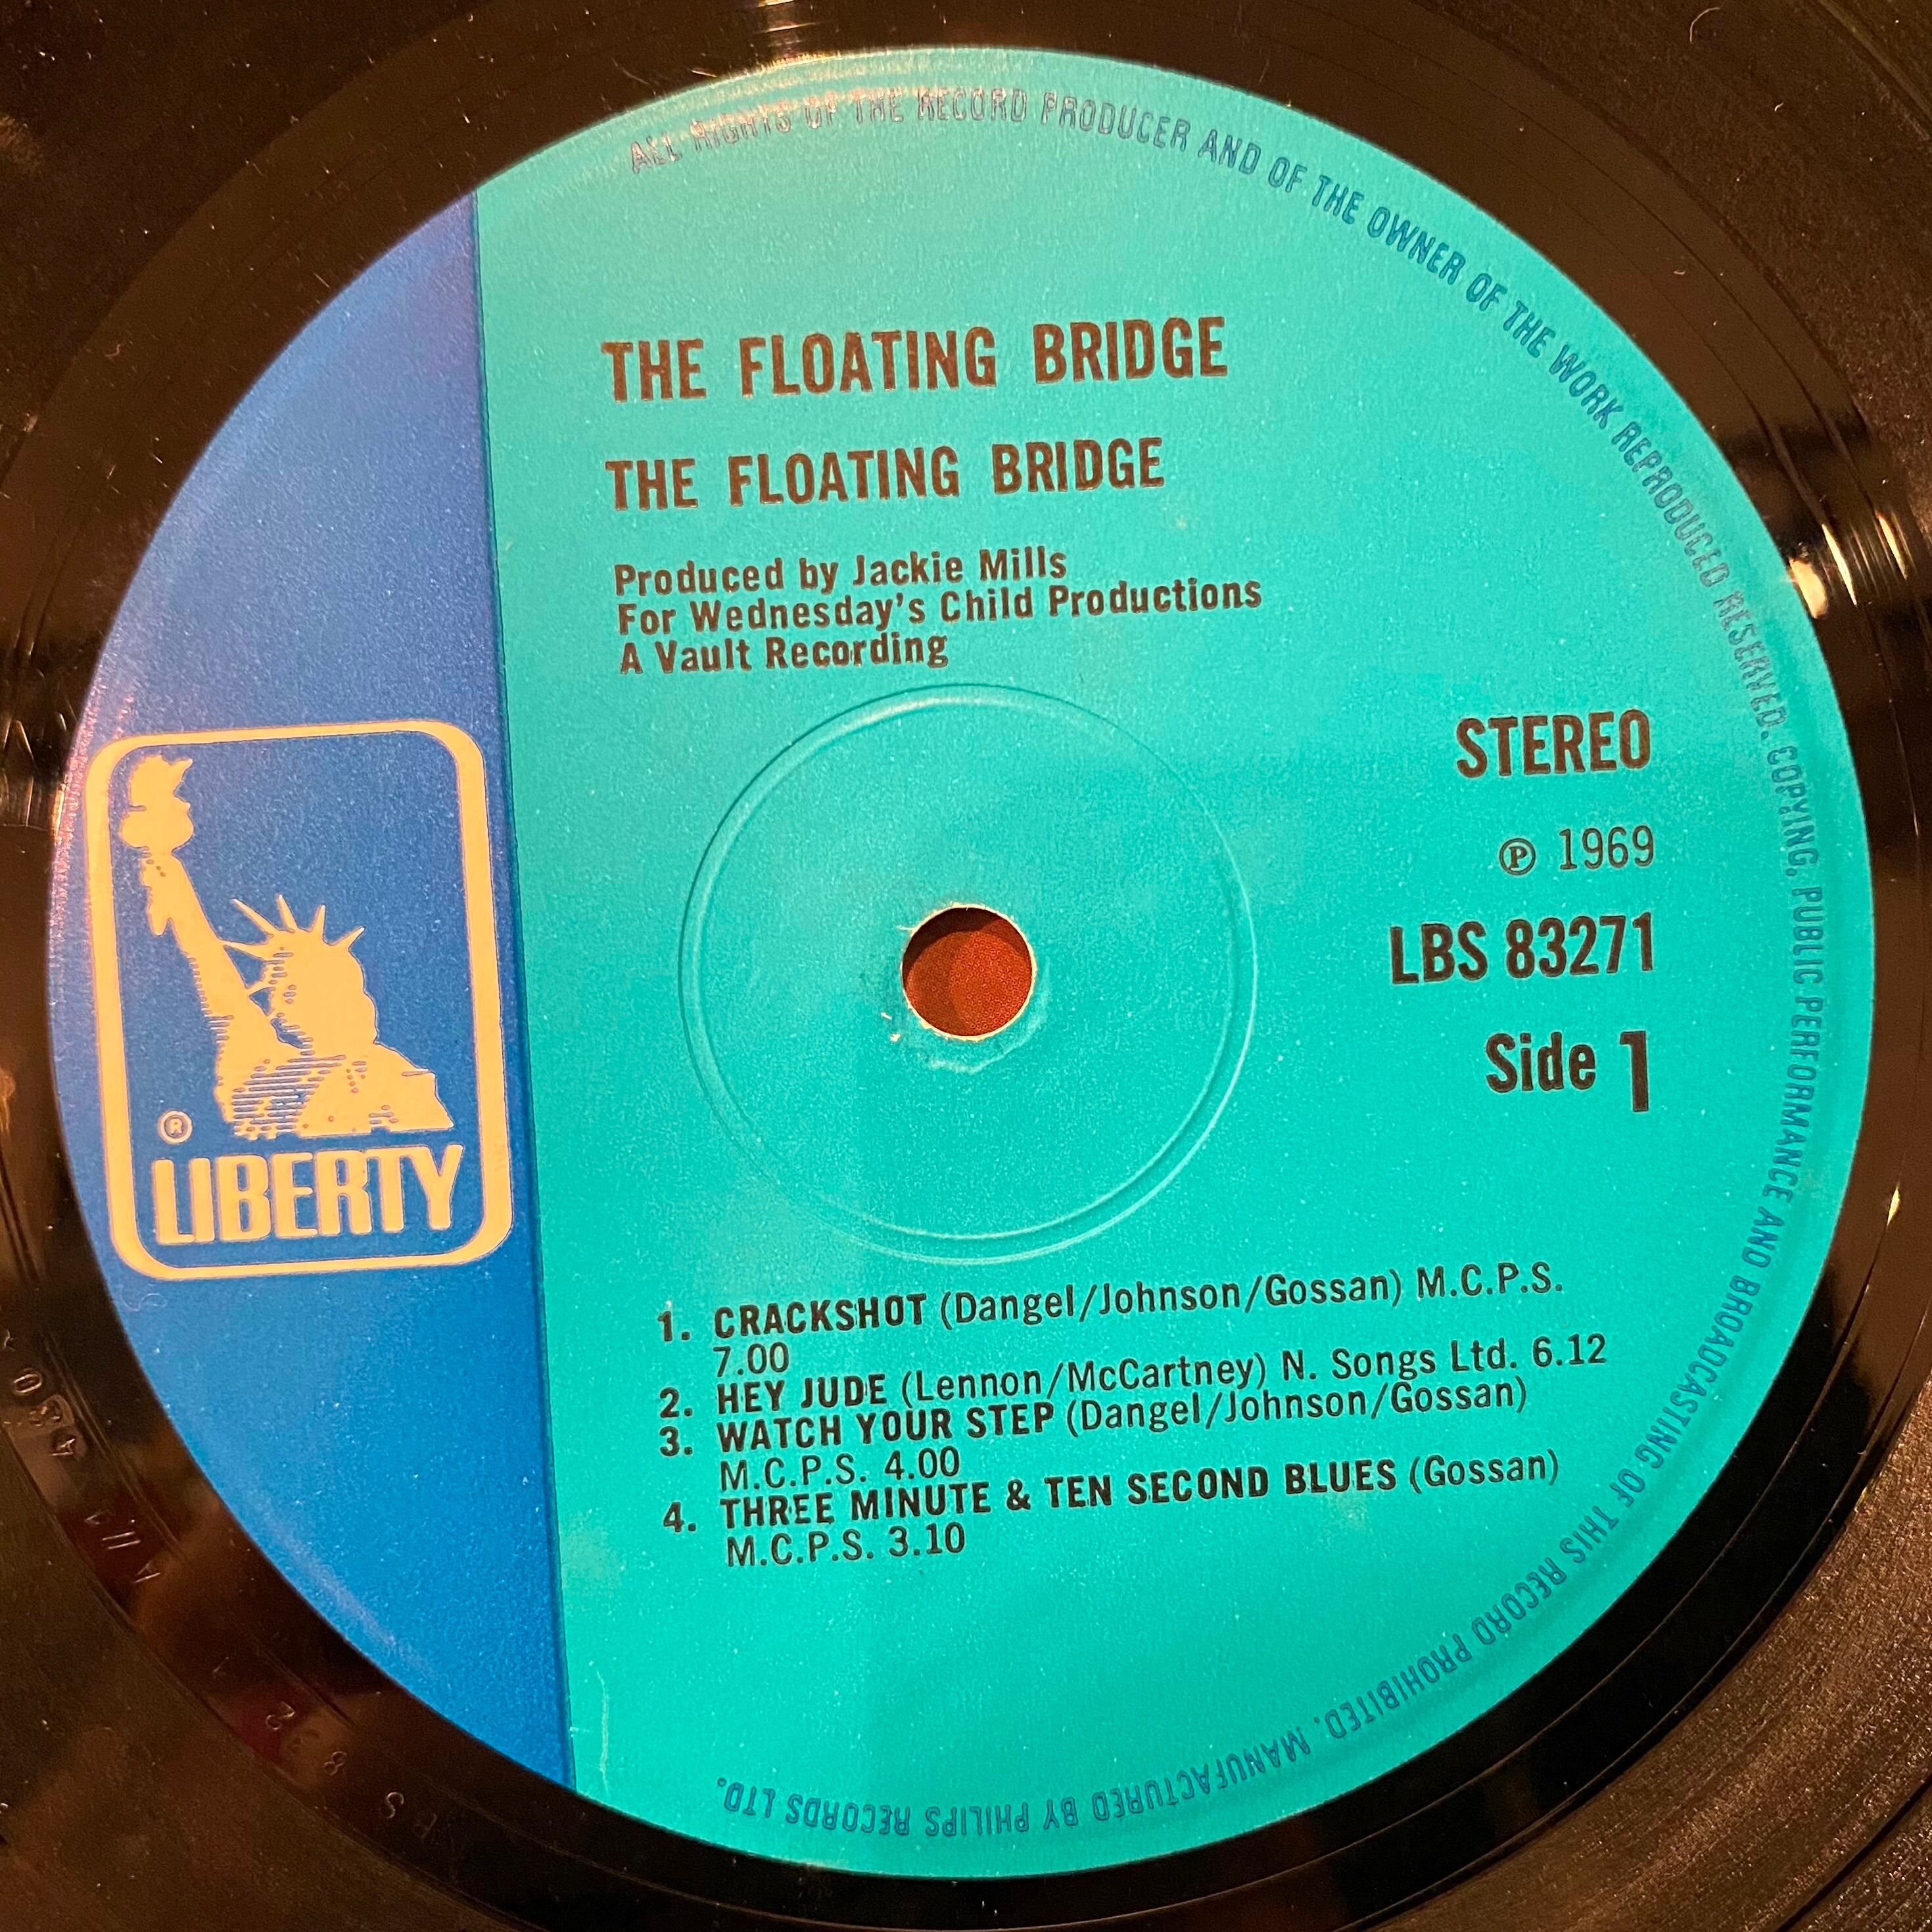 ALL RIGHTS OF THE RECORD PRODUCER AND OF THE OWNER OF THE WORK REPRODUCED RESERVED. COPYING, PUBLIC PERFORMANCE AND BROADCASTING OF THIS RECORD PROHIBITED. MANUFACTURED BY PHILIPS RECORDS LTD.
THE FLOATING BRIDGE
THE FLOATING BRIDGE
Produced by Jackie Mills
For Wednesday's Child Productions
A Vault Recording
STEREO
℗ 1969
LBS 83271
Side 1
®
LIBERTY
1. CRACKSHOT (Dangel/Johnson/Gossan) M.C.P.S.
7.00
2. HEY JUDE (Lennon/McCartney) N. Songs Ltd. 6.12
3. WATCH YOUR STEP (Dangel/Johnson/Gossan)
M.C.P.S. 4.00
4. THREE MINUTE & TEN SECOND BLUES (Gossan)
M.C.P.S. 3.10